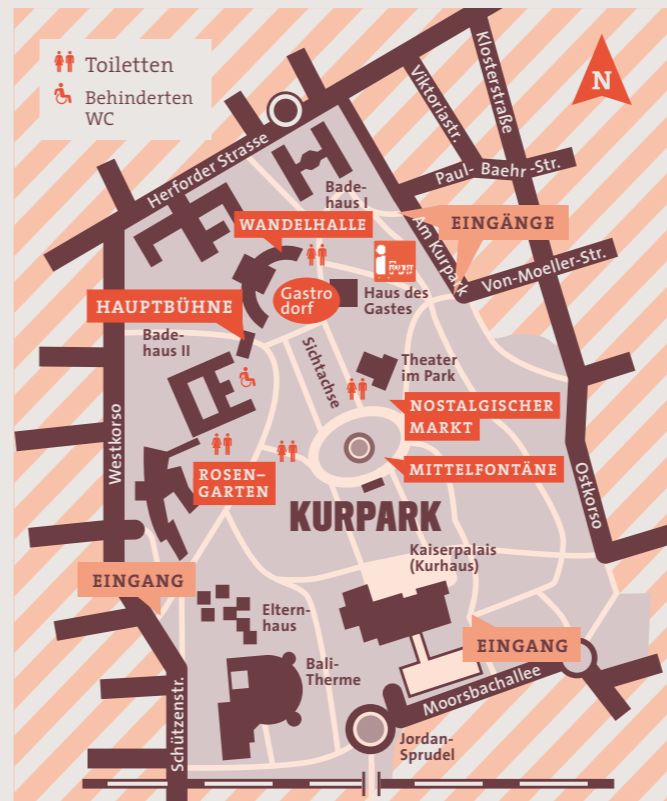 Toiletten
Behinderten
WC
N
Klosterstraße
Viktoriastr.
Paul- Baehr -Str.
Herforder Strasse
Bade-
haus I
Am Kurpark
EINGÄNGE
WANDELHALLE
Von-Moeller-Str.
Gastro
dorf
Haus des
Gastes
HAUPTBÜHNE
Bade-
haus II
Sichtachse
Theater
im Park
NOSTALGISCHER
MARKT
Westkorso
ROSEN-
GARTEN
MITTELFONTÄNE
Ostkorso
KURPARK
Kaiserpalais
(Kurhaus)
EINGANG
Eltern-
haus
EINGANG
Bali-
Therme
Moorsbachallee
Schützenstr.
Jordan-
Sprudel